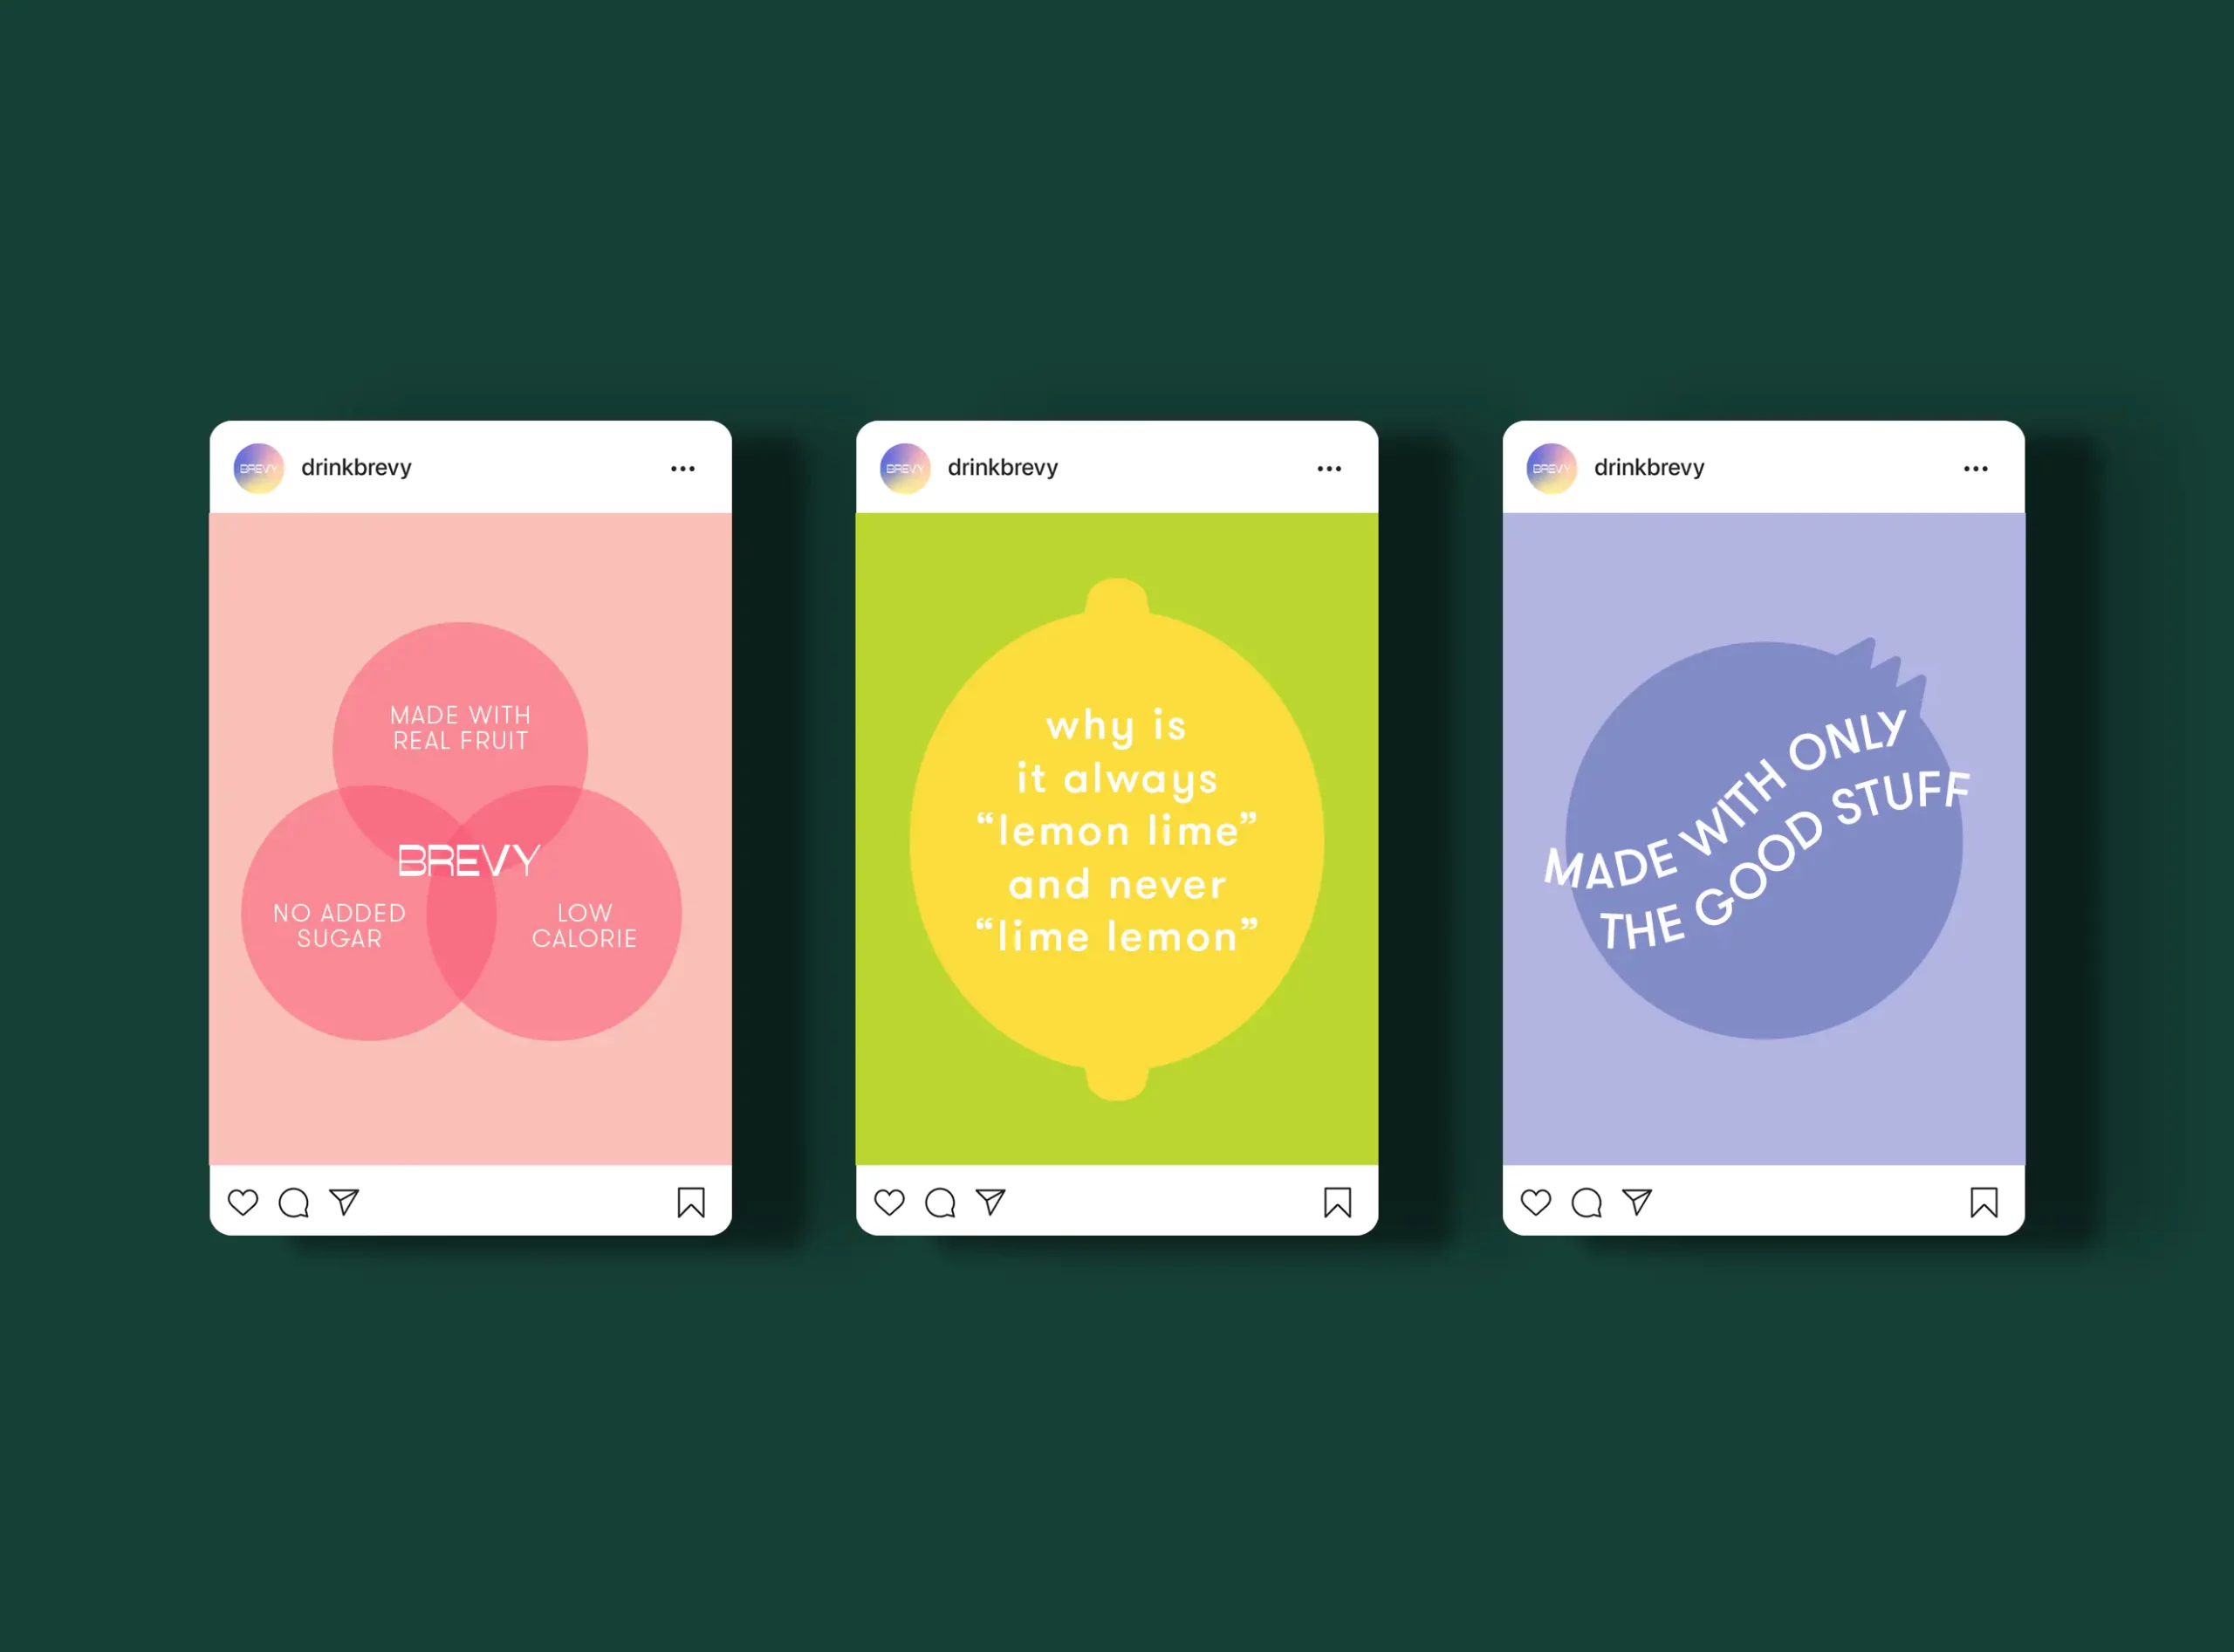 BREVY drinkbrevy
MADE WITH
REAL FRUIT
BREVY
NO ADDED
SUGAR
LOW
CALORIE
BREVY drinkbrevy
why is
it always
“lemon lime”
and never
“lime lemon”
BREVY drinkbrevy
MADE WITH ONLY
THE GOOD STUFF